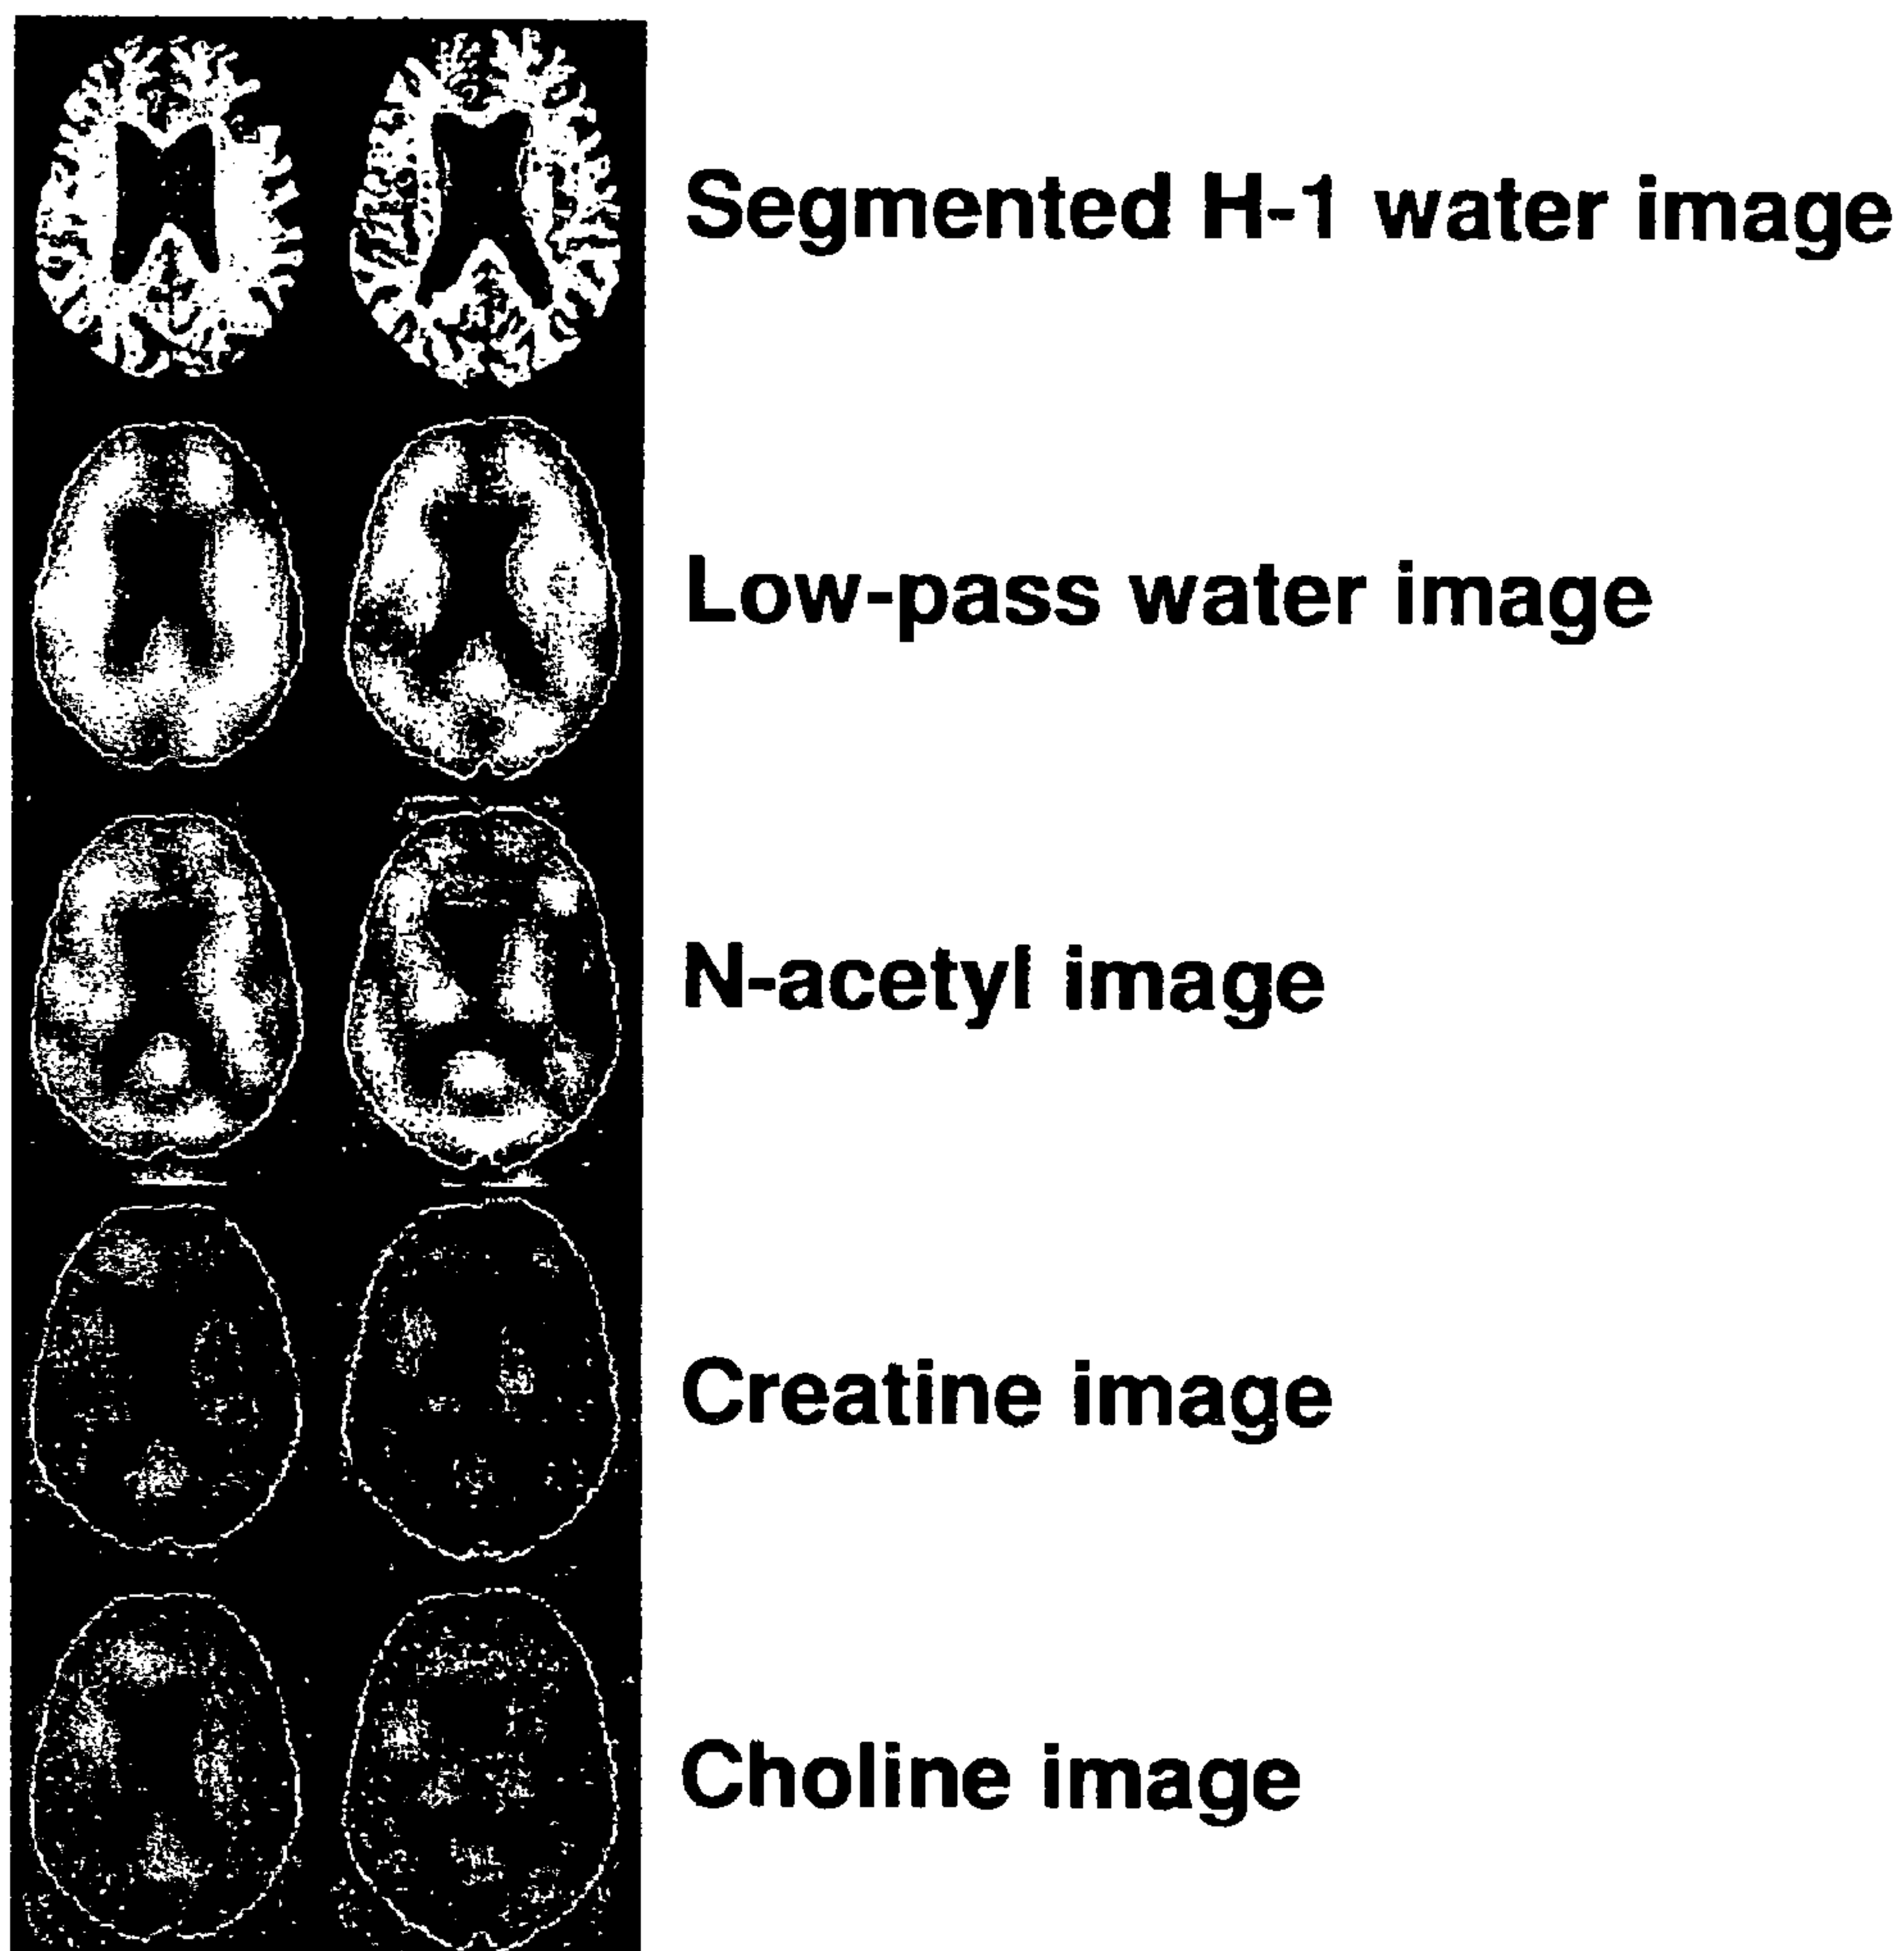 Segmented H-1 water image
Low-pass water image
N-acetyl image
Creatine image
Choline image